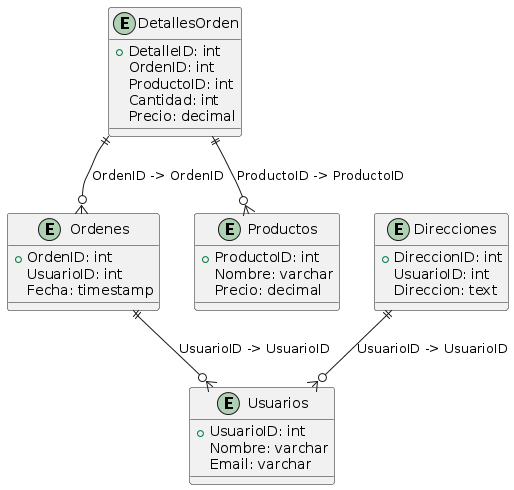 E DetallesOrden
DetalleID: int
OrdenID: int
ProductoID: int
Cantidad: int
Precio: decimal
OrdenID -> OrdenID
ProductoID -> ProductoID
E Ordenes
OrdenID: int
UsuarioID: int
Fecha: timestamp
E Productos
ProductoID: int
Nombre: varchar
Precio: decimal
E Direcciones
DireccionID: int
UsuarioID: int
Direccion: text
UsuarioID -> UsuarioID
UsuarioID -> UsuarioID
E Usuarios
UsuarioID: int
Nombre: varchar
Email: varchar